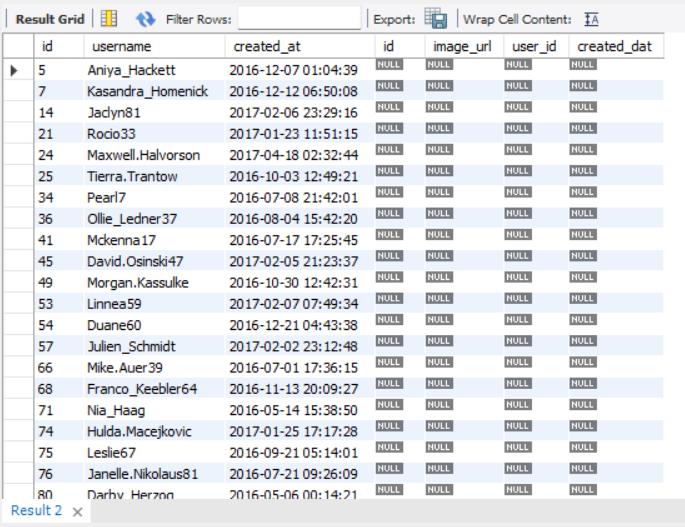 Result Grid Filter Rows: Export: Wrap Cell Content: IA
id username created_at id image_url user_id created_dat
5 Aniya_Hackett 2016-12-07 01:04:39 NULL NULL NULL NULL
7 Kasandra_Homenick 2016-12-12 06:50:08 NULL NULL NULL NULL
14 Jaclyn81 2017-02-06 23:29:16 NULL NULL NULL NULL
21 Rocio33 2017-01-23 11:51:15 NULL NULL NULL NULL
24 Maxwell.Halvorson 2017-04-18 02:32:44 NULL NULL NULL NULL
25 Tierra.Trantow 2016-10-03 12:49:21 NULL NULL NULL NULL
34 Pearl7 2016-07-08 21:42:01 NULL NULL NULL NULL
36 Ollie_Ledner37 2016-08-04 15:42:20 NULL NULL NULL NULL
41 Mckenna17 2016-07-17 17:25:45 NULL NULL NULL NULL
45 David.Osinski47 2017-02-05 21:23:37 NULL NULL NULL NULL
49 Morgan.Kassulke 2016-10-30 12:42:31 NULL NULL NULL NULL
53 Linnea59 2017-02-07 07:49:34 NULL NULL NULL NULL
54 Duane60 2016-12-21 04:43:38 NULL NULL NULL NULL
57 Julien_Schmidt 2017-02-02 23:12:48 NULL NULL NULL NULL
66 Mike.Auer39 2016-07-01 17:36:15 NULL NULL NULL NULL
68 Franco_Keebler64 2016-11-13 20:09:27 NULL NULL NULL NULL
71 Nia_Haag 2016-05-14 15:38:50 NULL NULL NULL NULL
74 Hulda.Macejkovic 2017-01-25 17:17:28 NULL NULL NULL NULL
75 Leslie67 2016-09-21 05:14:01 NULL NULL NULL NULL
76 Janelle.Nikolaus81 2016-07-21 09:26:09 NULL NULL NULL NULL
80 Darby_Herzog 2016-05-06 00:14:21 NULL NULL NULL NULL
Result 2